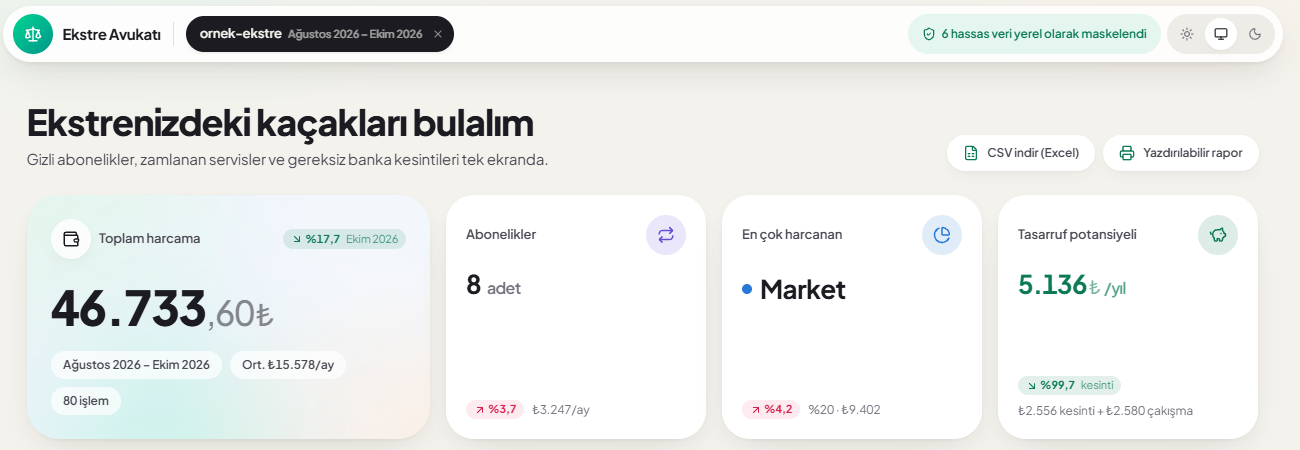 Ekstre Avukatı
ornek-ekstre Ağustos 2026 – Ekim 2026 ×
6 hassas veri yerel olarak maskelendi
Ekstrenizdeki kaçakları bulalım
Gizli abonelikler, zamlanan servisler ve gereksiz banka kesintileri tek ekranda.
CSV indir (Excel)
Yazdırılabilir rapor
Toplam harcama
%17,7 Ekim 2026
46.733,60₺
Ağustos 2026 – Ekim 2026
Ort. ₺15.578/ay
80 işlem
Abonelikler
8 adet
%3,7 ₺3.247/ay
En çok harcanan
Market
%4,2 %20 · ₺9.402
Tasarruf potansiyeli
5.136₺ /yıl
%99,7 kesinti
₺2.556 kesinti + ₺2.580 çakışma